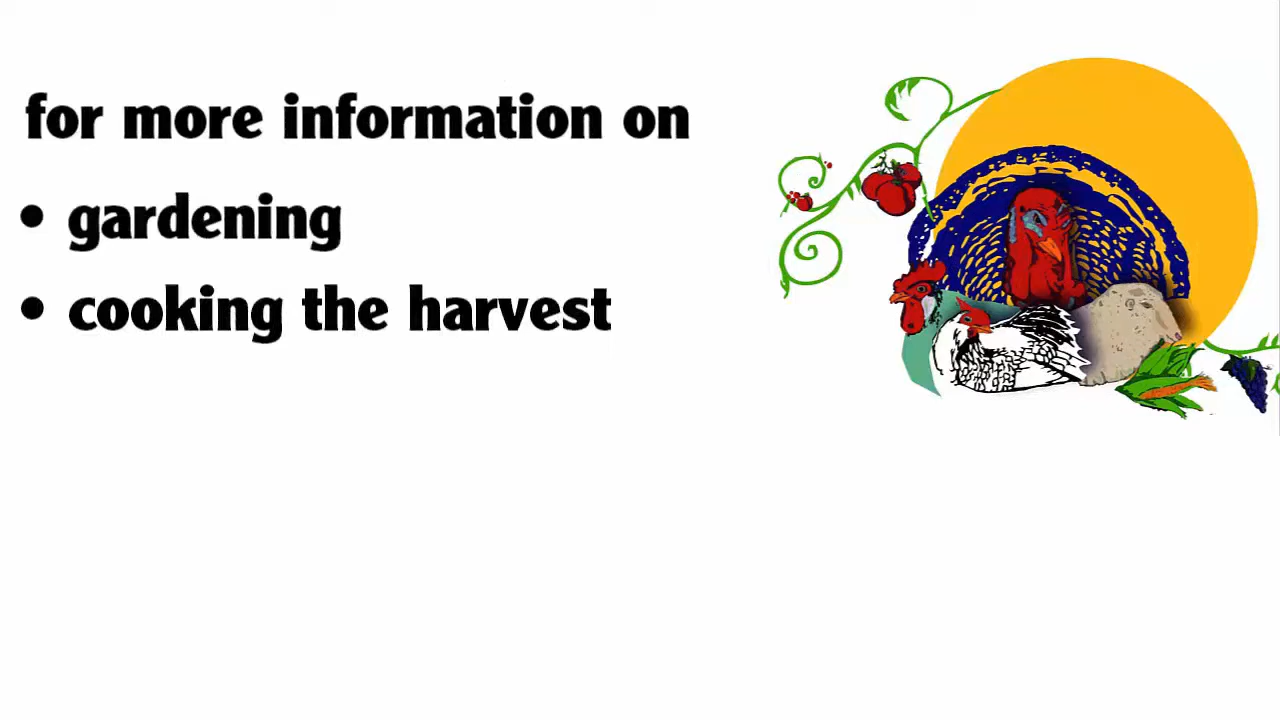 for more information on
• gardening
• cooking the harvest